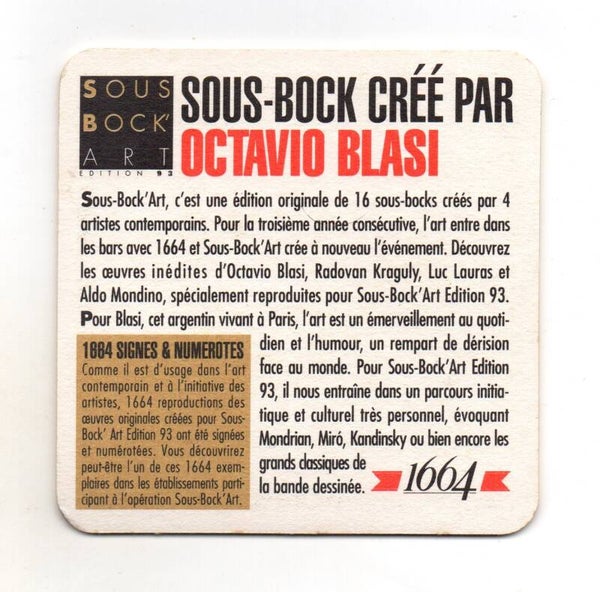 SOUS
BOCK'
ART
EDITION 93
SOUS-BOCK CRÉÉ PAR
OCTAVIO BLASI
Sous-Bock'Art, c'est une édition originale de 16 sous-bocks créés par 4
artistes contemporains. Pour la troisième année consécutive, l'art entre dans
les bars avec 1664 et Sous-Bock'Art crée à nouveau l'événement. Découvrez
les œuvres inédites d'Octavio Blasi, Radovan Kraguly, Luc Lauras et
Aldo Mondino, spécialement reproduites pour Sous-Bock'Art Edition 93.
Pour Blasi, cet argentin vivant à Paris, l'art est un émerveillement au quoti-
dien et l'humour, un rempart de dérision
face au monde. Pour Sous-Bock'Art Edition
93, il nous entraîne dans un parcours initia-
tique et culturel très personnel, évoquant
Mondrian, Miró, Kandinsky ou bien encore les
grands classiques de
la bande dessinée.
1664
1664 SIGNES & NUMEROTES
Comme il est d'usage dans l'art
contemporain et à l'initiative des
artistes, 1664 reproductions des
œuvres originales créées pour Sous-
Bock' Art Edition 93 ont été signées
et numérotées. Vous découvrirez
peut-être l'un de ces 1664 exem-
plaires dans les établissements parti-
cipant à l'opération Sous-Bock'Art.